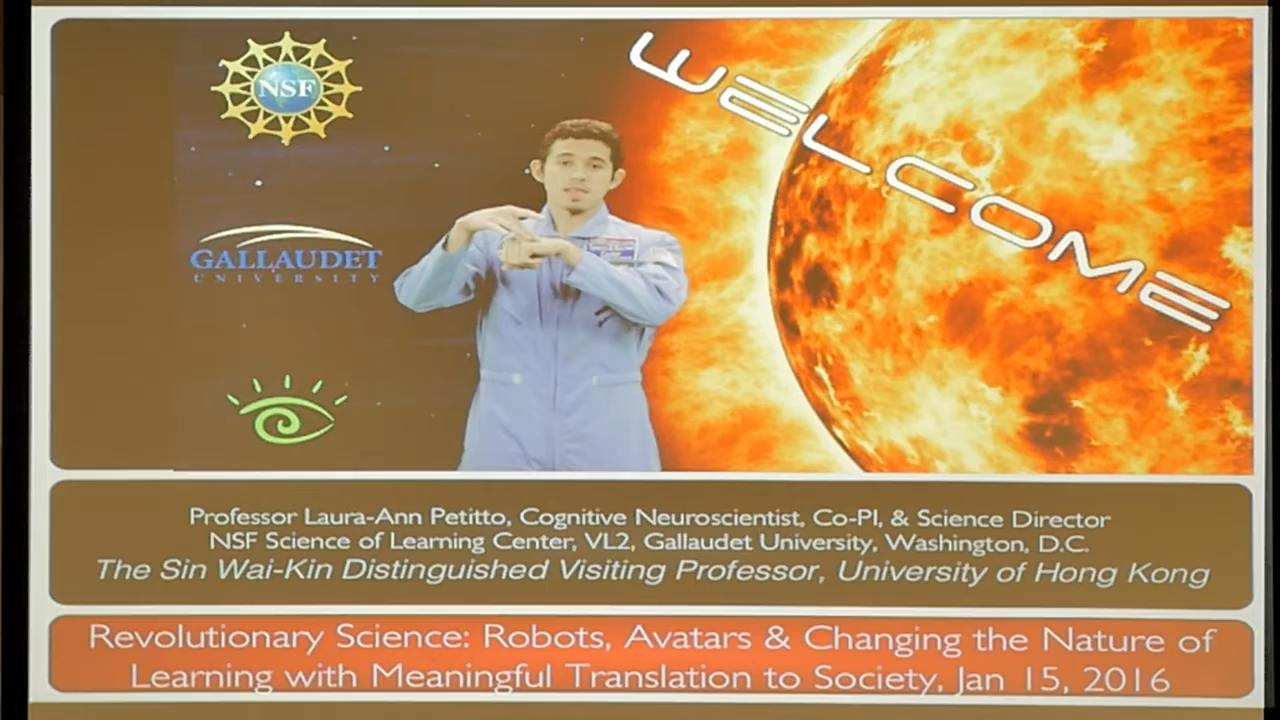 NSF
WELCOME
GALLAUDET
UNIVERSITY
Professor Laura-Ann Petitto, Cognitive Neuroscientist, Co-PI, & Science Director
NSF Science of Learning Center, VL2, Gallaudet University, Washington, D.C.
The Sin Wai-Kin Distinguished Visiting Professor, University of Hong Kong
Revolutionary Science: Robots, Avatars & Changing the Nature of
Learning with Meaningful Translation to Society, Jan 15, 2016